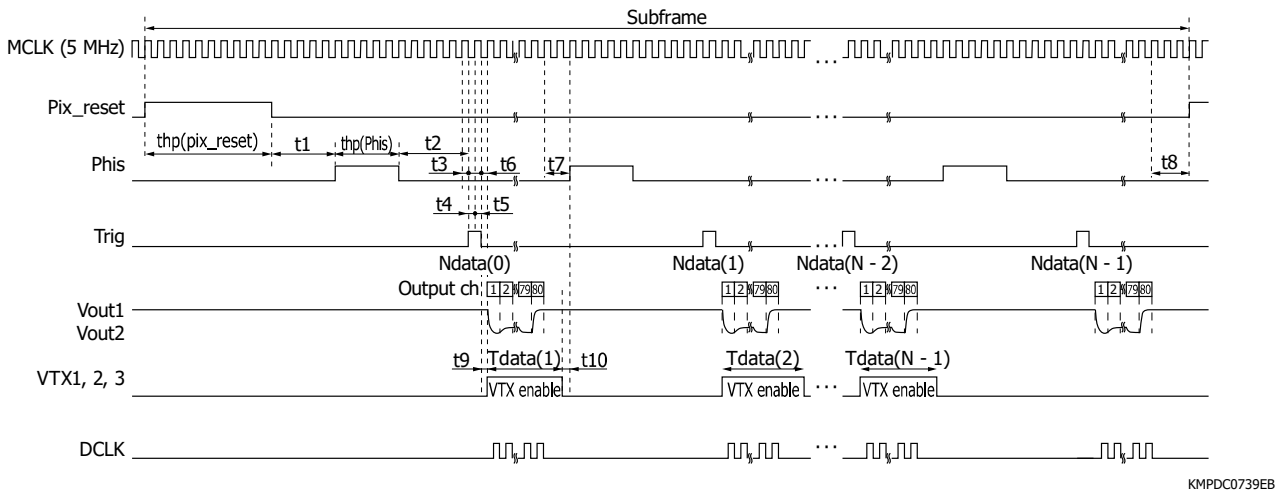 Subframe
MCLK (5 MHz)
...
Pix_reset
thp(pix_reset) t1 thp(Phis) t2
Phis
t3 t6 t7 t8
...
t4 t5
Trig
...
Ndata(0) Ndata(1) Ndata(N - 2) Ndata(N - 1)
Output ch 1 2 79 80 1 2 79 80 ... 1 2 79 80 1 2 79 80
Vout1
Vout2
t9 Tdata(1) t10 Tdata(2) Tdata(N - 1)
VTX1, 2, 3
VTX enable VTX enable ... VTX enable
DCLK
...
KMPDC0739EB